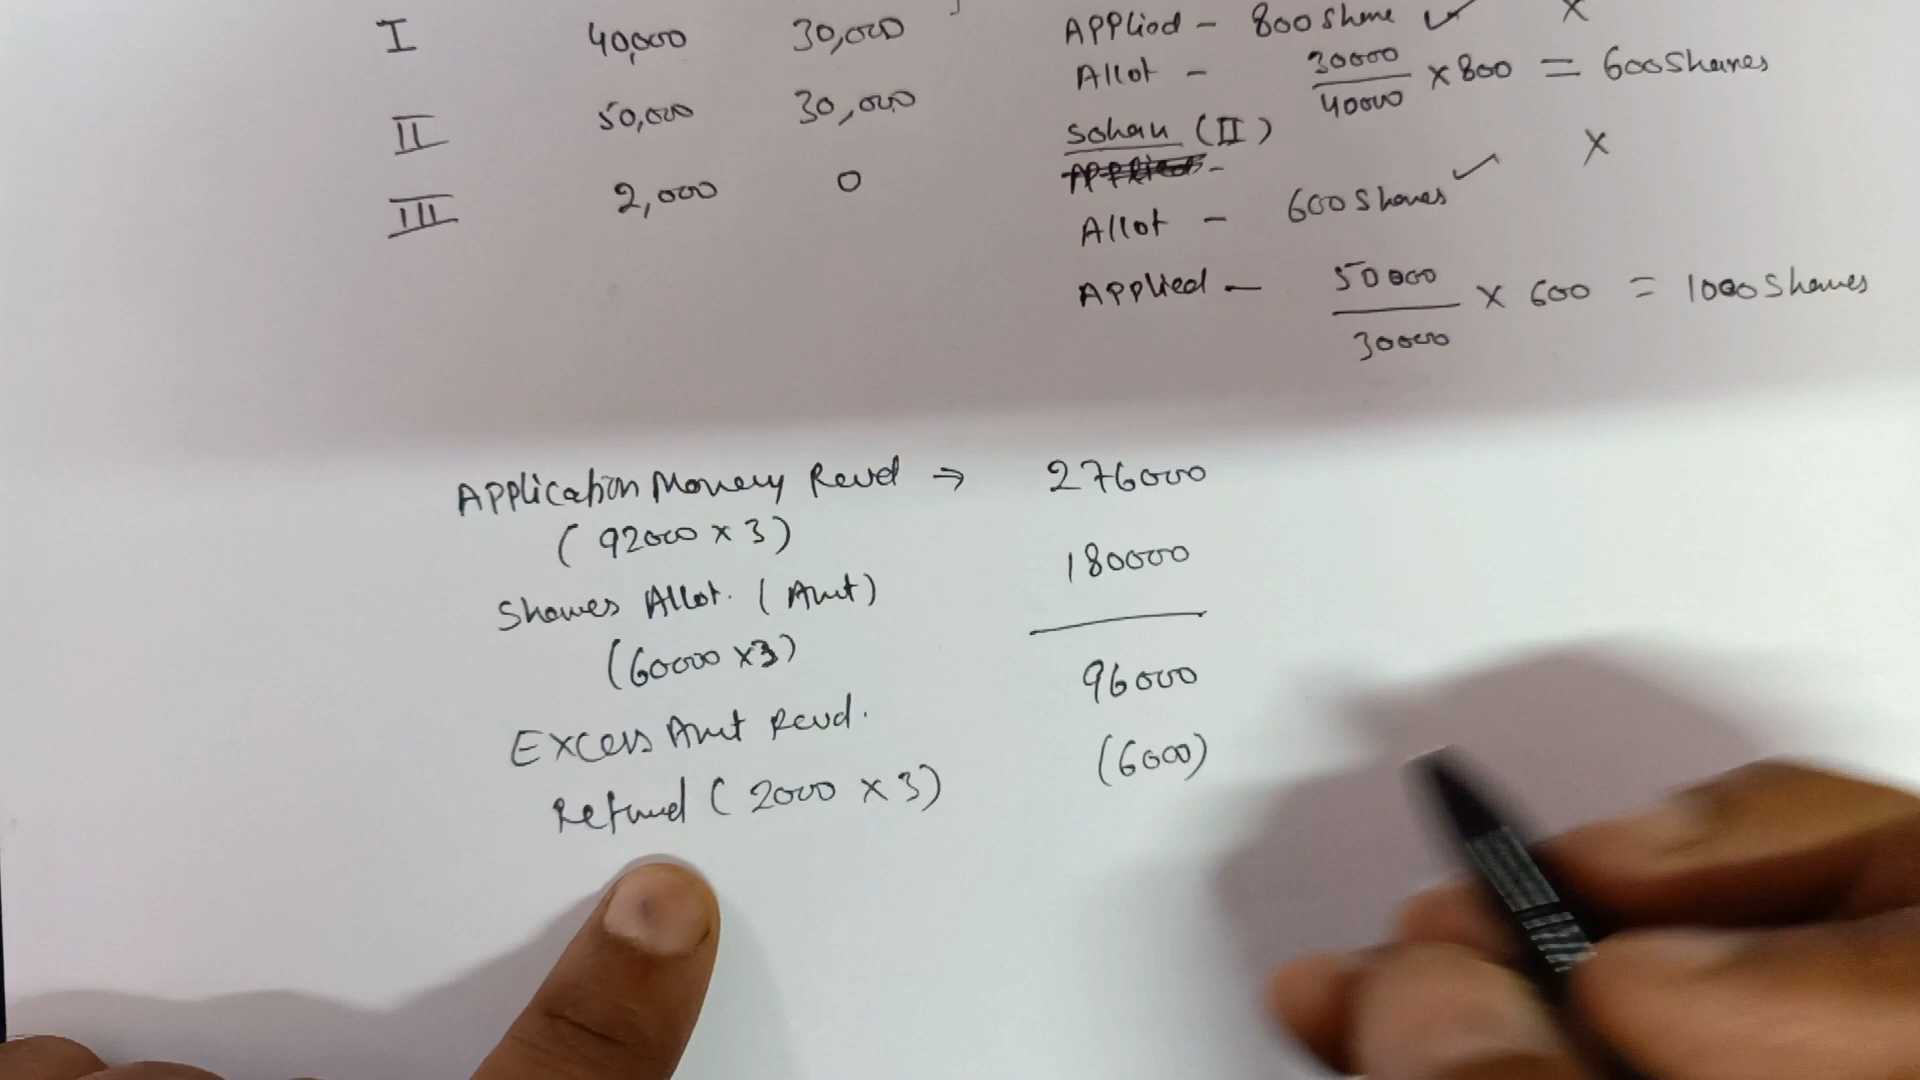 I 40,000 30,000
II 50,000 30,000
III 2,000 0
Applied - 800 Share ✓ X
Allot - 30000/40000 × 800 = 600 Shares
Sohan (II)
Allot - 600 Shares ✓ X
Applied - 50000/30000 × 600 = 1000 Shares
Application Money Revd → 276000
(92000 × 3)
Shares Allot. (Amt) 180000
(60000 × 3)
Excess Amt Revd. 96000
Refund (2000 × 3) (6000)